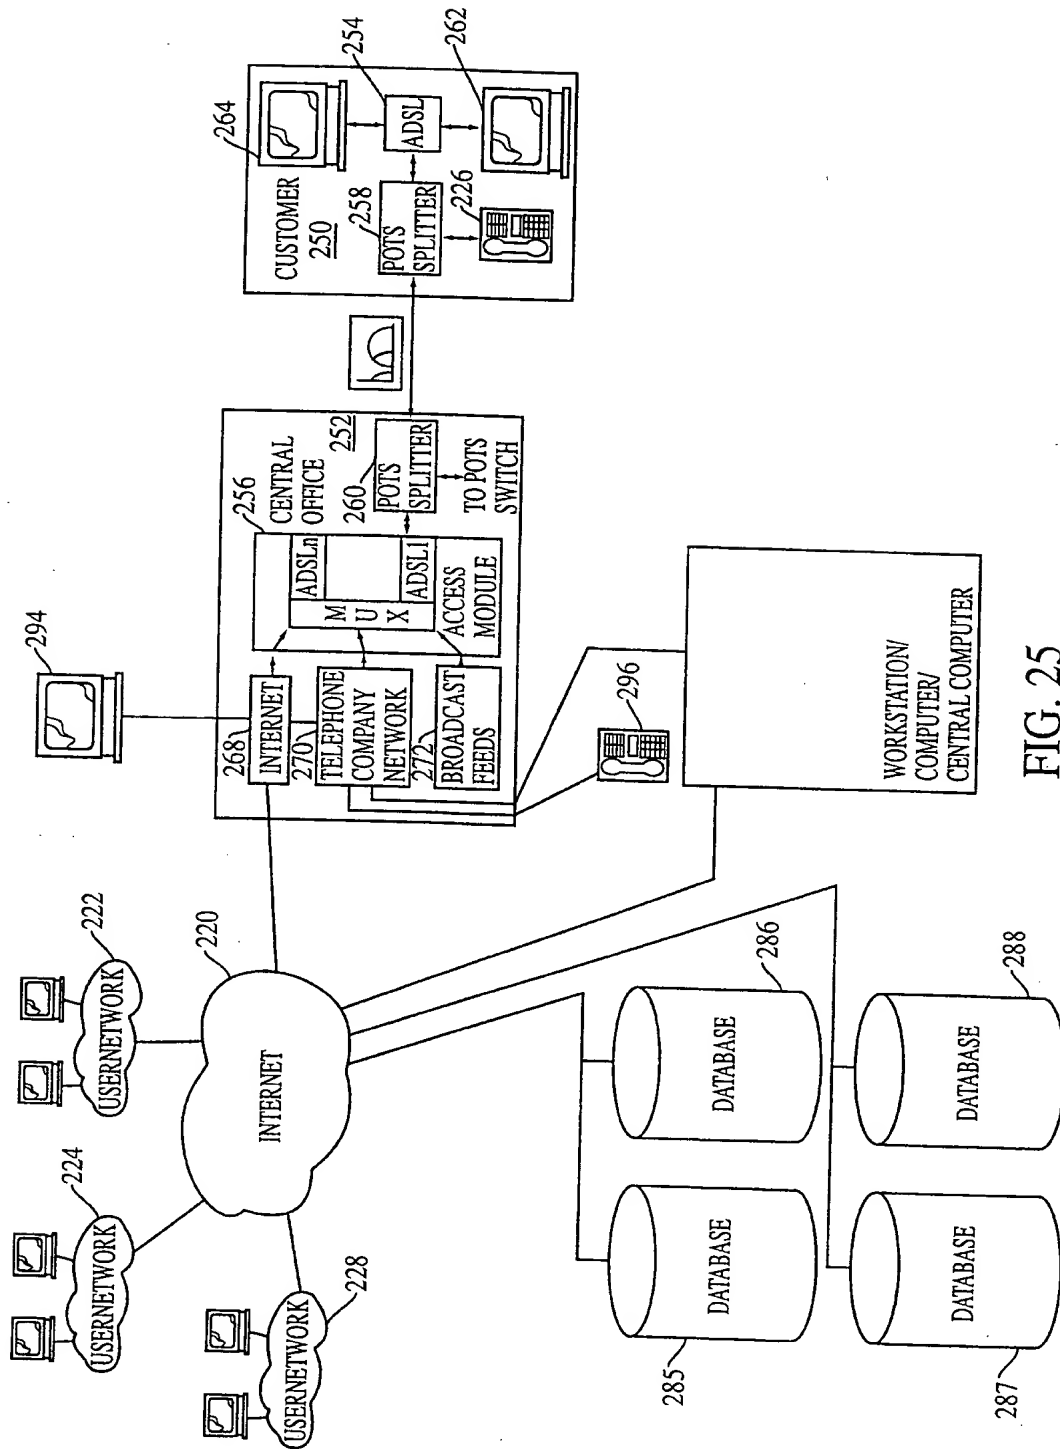 222
USERNETWORK
224
USERNETWORK
228
USERNETWORK
220
INTERNET
294
268
INTERNET
270
TELEPHONE
COMPANY
NETWORK
272
BROADCAST
FEEDS
256
CENTRAL
OFFICE
252
ADSLn
MUX
ADSL1
ACCESS
MODULE
260
POTS
SPLITTER
TO POTS
SWITCH
264
CUSTOMER
250
254
ADSL
258
POTS
SPLITTER
226
262
296
WORKSTATION/
COMPUTER/
CENTRAL COMPUTER
285
DATABASE
286
DATABASE
287
DATABASE
288
DATABASE
FIG. 25